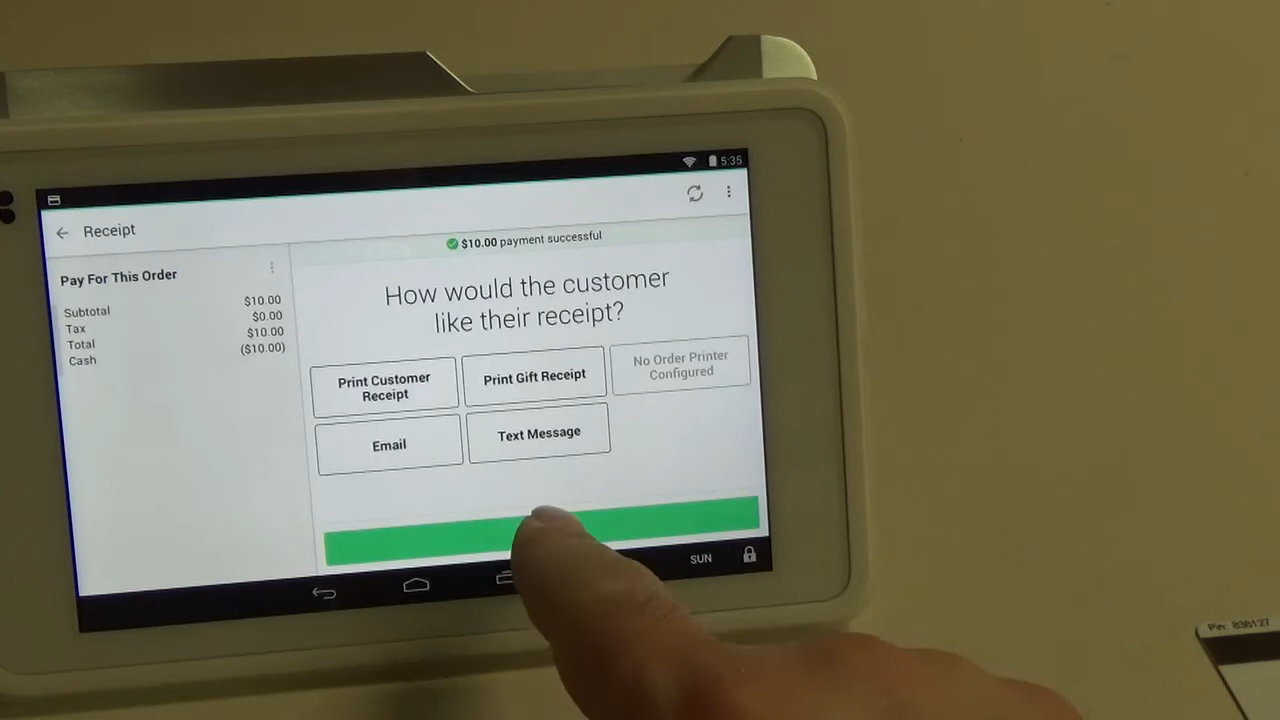 5:35
Receipt
$10.00 payment successful
Pay For This Order
Subtotal $10.00
Tax $0.00
Total $10.00
Cash ($10.00)
How would the customer
like their receipt?
Print Customer
Receipt
Print Gift Receipt
No Order Printer
Configured
Email
Text Message
SUN
Pin: 838127